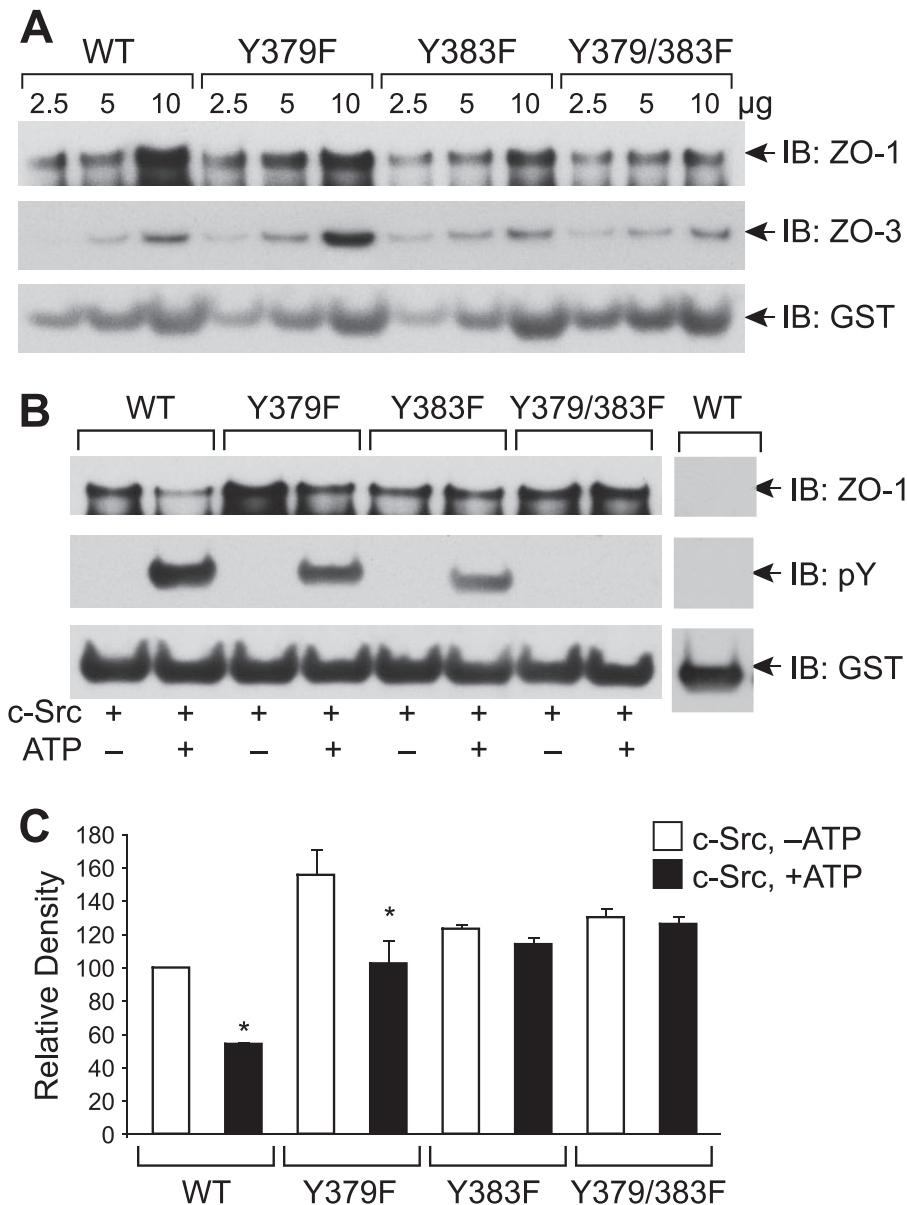 A
WT Y379F Y383F Y379/383F
2.5 5 10 2.5 5 10 2.5 5 10 2.5 5 10 µg
IB: ZO-1
IB: ZO-3
IB: GST
B
WT Y379F Y383F Y379/383F WT
IB: ZO-1
IB: pY
IB: GST
c-Src + + + + + + + +
ATP – + – + – + – +
C
Relative Density
180
160
140
120
100
80
60
40
20
0
* *
c-Src, –ATP
c-Src, +ATP
WT Y379F Y383F Y379/383F